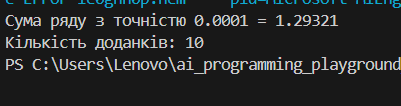 Сума ряду з точністю 0.0001 = 1.29321
Кількість доданків: 10
PS C:\Users\Lenovo\ai_programming_playground